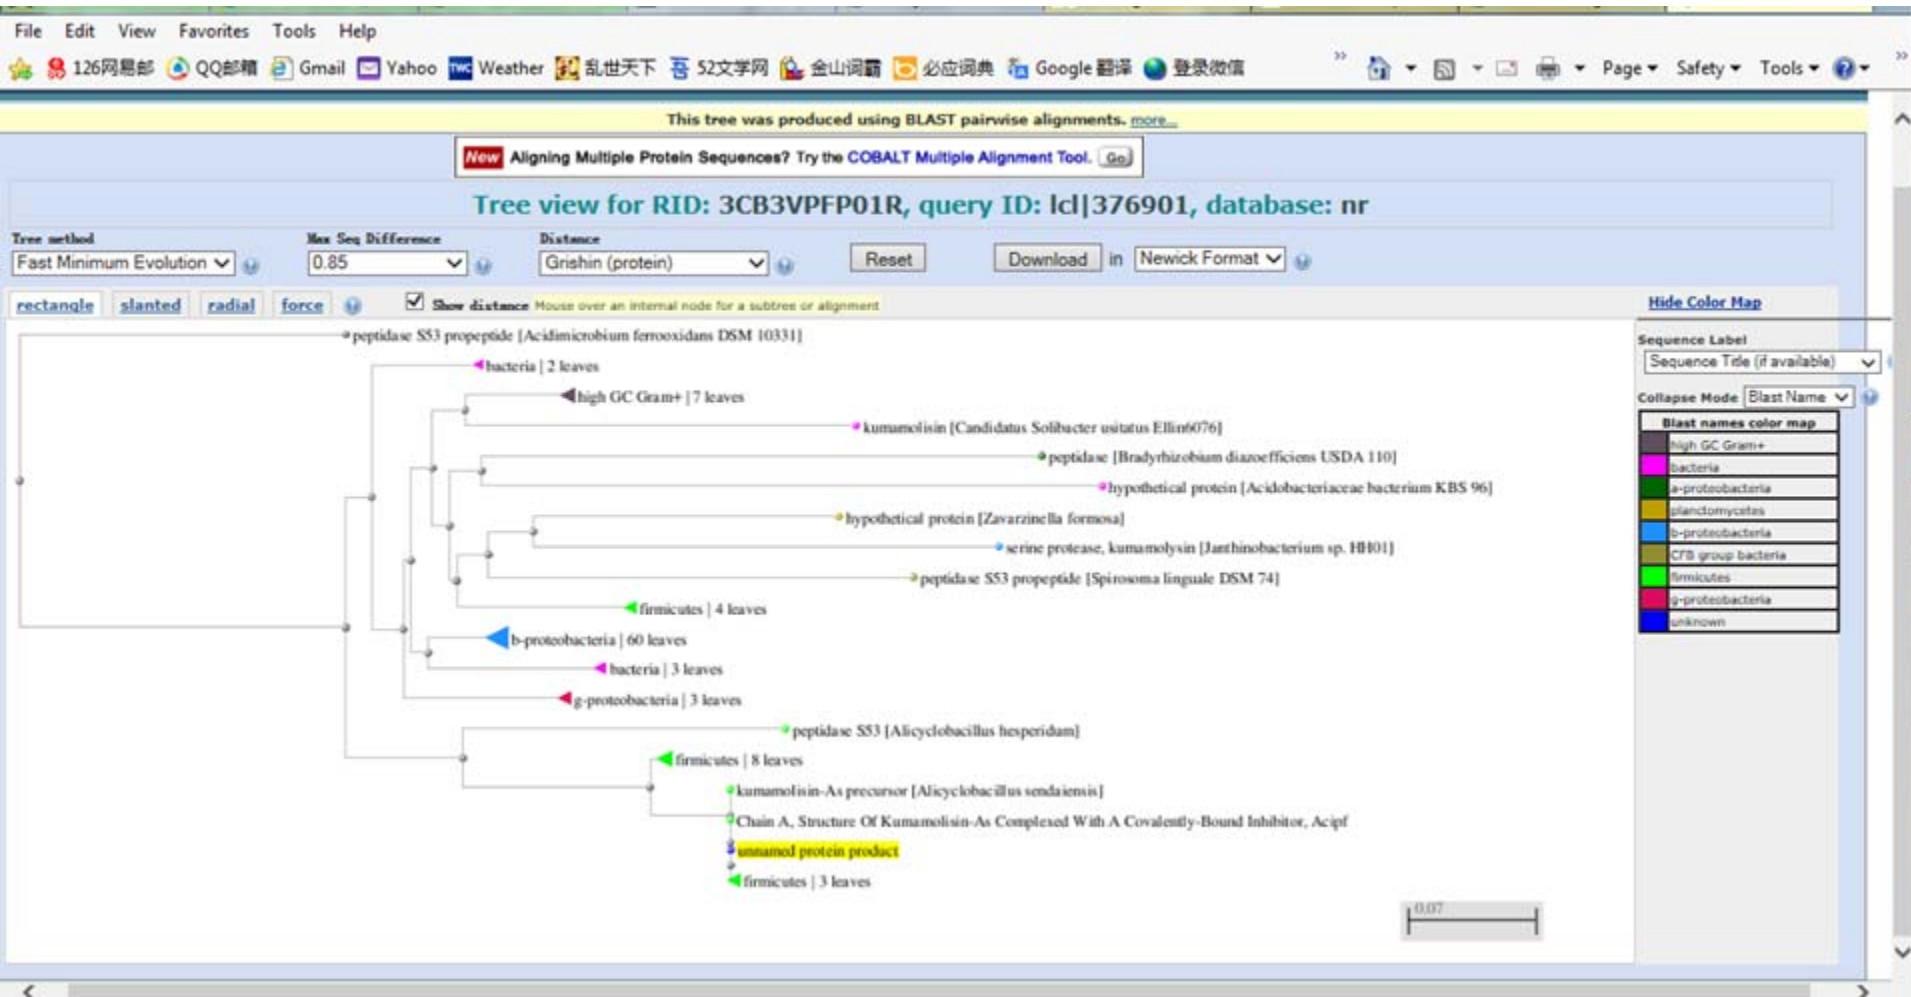 File Edit View Favorites Tools Help
126网易邮 QQ邮箱 Gmail Yahoo TWC Weather 乱世天下 52文学网 金山词霸 必应词典 Google 翻译 登录微信 » Page Safety Tools »
This tree was produced using BLAST pairwise alignments. more...
New Aligning Multiple Protein Sequences? Try the COBALT Multiple Alignment Tool. Go
Tree view for RID: 3CB3VPFP01R, query ID: lcl|376901, database: nr
Tree method Max Seq Difference Distance
Fast Minimum Evolution 0.85 Grishin (protein) Reset Download in Newick Format
rectangle slanted radial force Show distance Mouse over an internal node for a subtree or alignment Hide Color Map
peptidase S53 propeptide [Acidimicrobium ferrooxidans DSM 10331]
bacteria | 2 leaves
high GC Gram+ | 7 leaves
kumamolisin [Candidatus Solibacter usitatus Ellin6076]
peptidase [Bradyrhizobium diazoefficiens USDA 110]
hypothetical protein [Acidobacteriaceae bacterium KBS 96]
hypothetical protein [Zavarzinella formosa]
serine protease, kumamolysin [Janthinobacterium sp. HH01]
peptidase S53 propeptide [Spirosoma linguale DSM 74]
firmicutes | 4 leaves
b-proteobacteria | 60 leaves
bacteria | 3 leaves
g-proteobacteria | 3 leaves
peptidase S53 [Alicyclobacillus hesperidum]
firmicutes | 8 leaves
kumamolisin-As precursor [Alicyclobacillus sendaiensis]
Chain A, Structure Of Kumamolisin-As Complexed With A Covalently-Bound Inhibitor, Acipf
unnamed protein product
firmicutes | 3 leaves
0.07
Sequence Label
Sequence Title (if available)
Collapse Mode Blast Name
Blast names color map
high GC Gram+
bacteria
a-proteobacteria
planctomycetes
b-proteobacteria
CFB group bacteria
firmicutes
g-proteobacteria
unknown